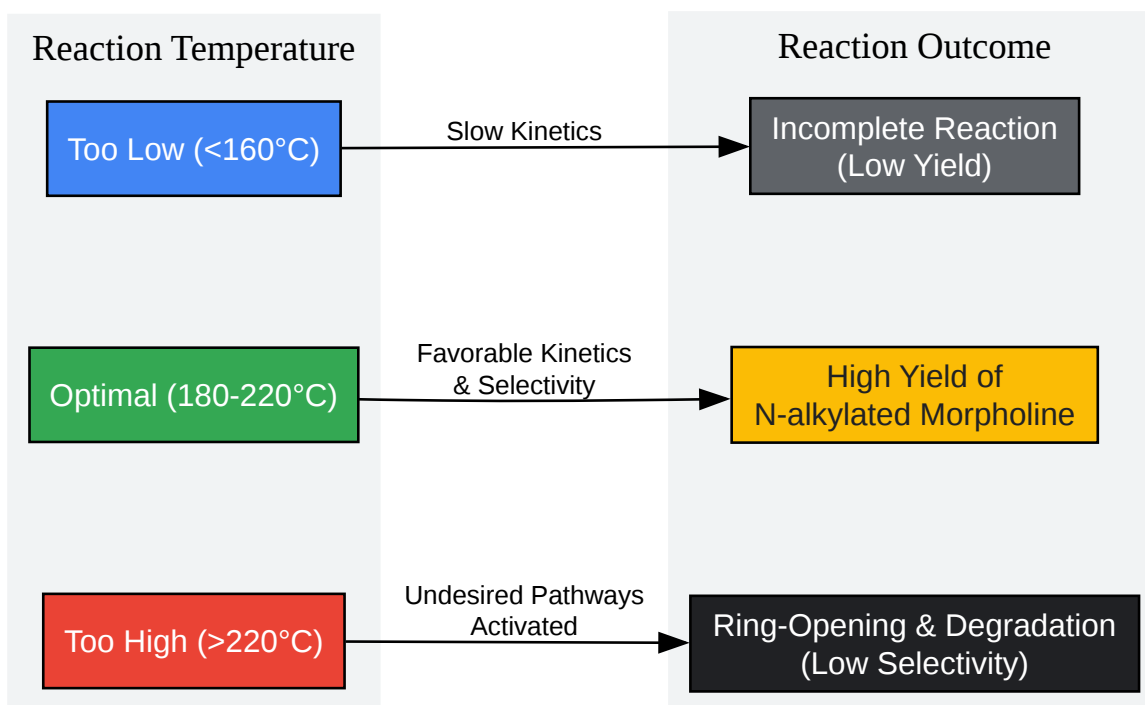 Reaction Temperature
Reaction Outcome
Too Low (<160°C)
Slow Kinetics
Incomplete Reaction
(Low Yield)
Optimal (180-220°C)
Favorable Kinetics
& Selectivity
High Yield of
N-alkylated Morpholine
Too High (>220°C)
Undesired Pathways
Activated
Ring-Opening & Degradation
(Low Selectivity)